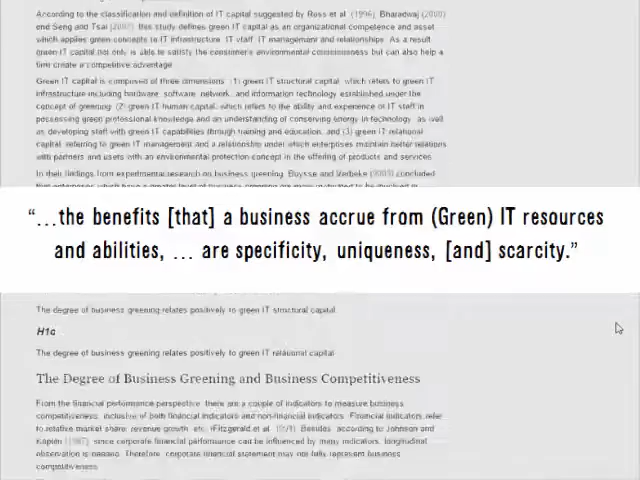 According to the classification and definition of IT capital suggested by Ross et al. (1996), Bharadwaj (2000)
and Seng and Tsai (2007), this study defines green IT capital as an organizational competence and asset
which applies green concepts to IT infrastructure, IT staff, IT management and relationships. As a result
green IT capital not only is able to satisfy the consumer's environmental consciousness but can also help a
firm create a competitive advantage.
Green IT capital is composed of three dimensions: (1) green IT structural capital, which refers to green IT
infrastructure including hardware, software, network, and information technology established under the
concept of greening; (2) green IT human capital, which refers to the ability and experience of IT staff in
possessing green professional knowledge and an understanding of conserving energy in technology, as well
as developing staff with green IT capabilities through training and education; and (3) green IT relational
capital, referring to green IT management and a relationship under which enterprises maintain better relations
with partners and users with an environmental protection concept in the offering of products and services.
In their findings from experimental research on business greening, Buysse and Verbeke (2003) concluded
“...the benefits [that] a business accrue from (Green) IT resources
and abilities, ... are specificity, uniqueness, [and] scarcity.”
The degree of business greening relates positively to green IT structural capital.
H1c
The degree of business greening relates positively to green IT relational capital
The Degree of Business Greening and Business Competitiveness
From the financial performance perspective, there are a couple of indicators to measure business
competitiveness, inclusive of both financial indicators and non-financial indicators. Financial indicators refer
to relative market share, revenue growth, etc. (Fitzgerald et al.
Besides, according to Johnson and
Kaplan (1987), since corporate financial performance can be influenced by many indicators, longitudinal
observation is needed. Therefore, corporate financial statement may not fully represent business
competitiveness.